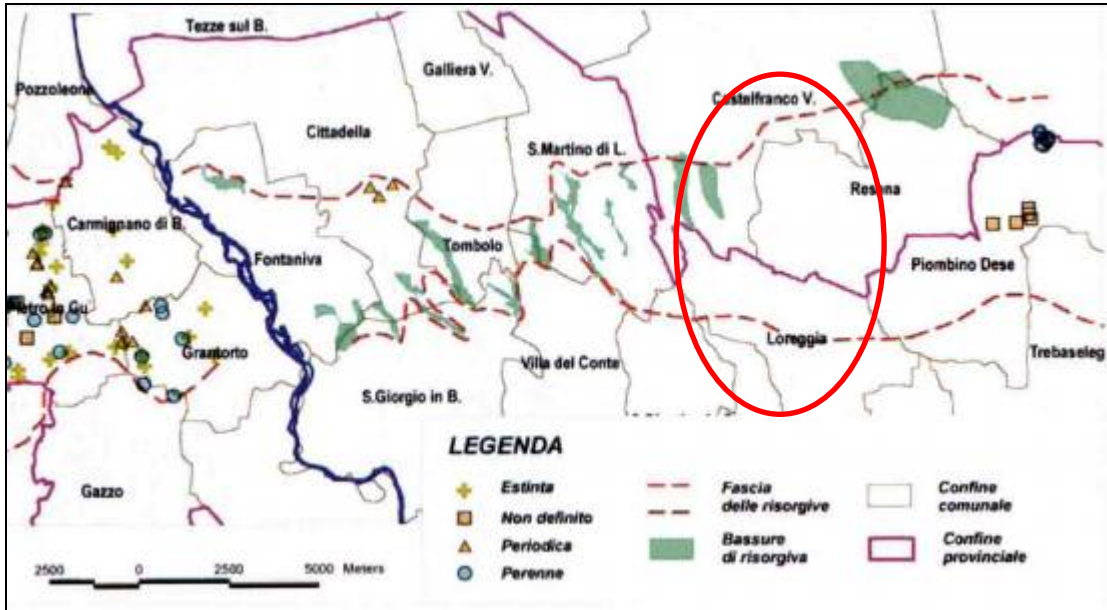 Tezze sul B.
Galliera V.
Pozzoleone
Castelfranco V.
Cittadella
S.Martino di L.
Resana
Carmignano di B.
Tombolo
Fontaniva
Piombino Dese
Grantorto
Loreggia
Villa del Conte
S.Giorgio in B.
Gazzo
LEGENDA
Estinta
Non definito
Periodica
Perenne
Fascia
delle risorgive
Bassure
di risorgiva
Confine
comunale
Confine
provinciale
2500 0 2500 5000 Meters